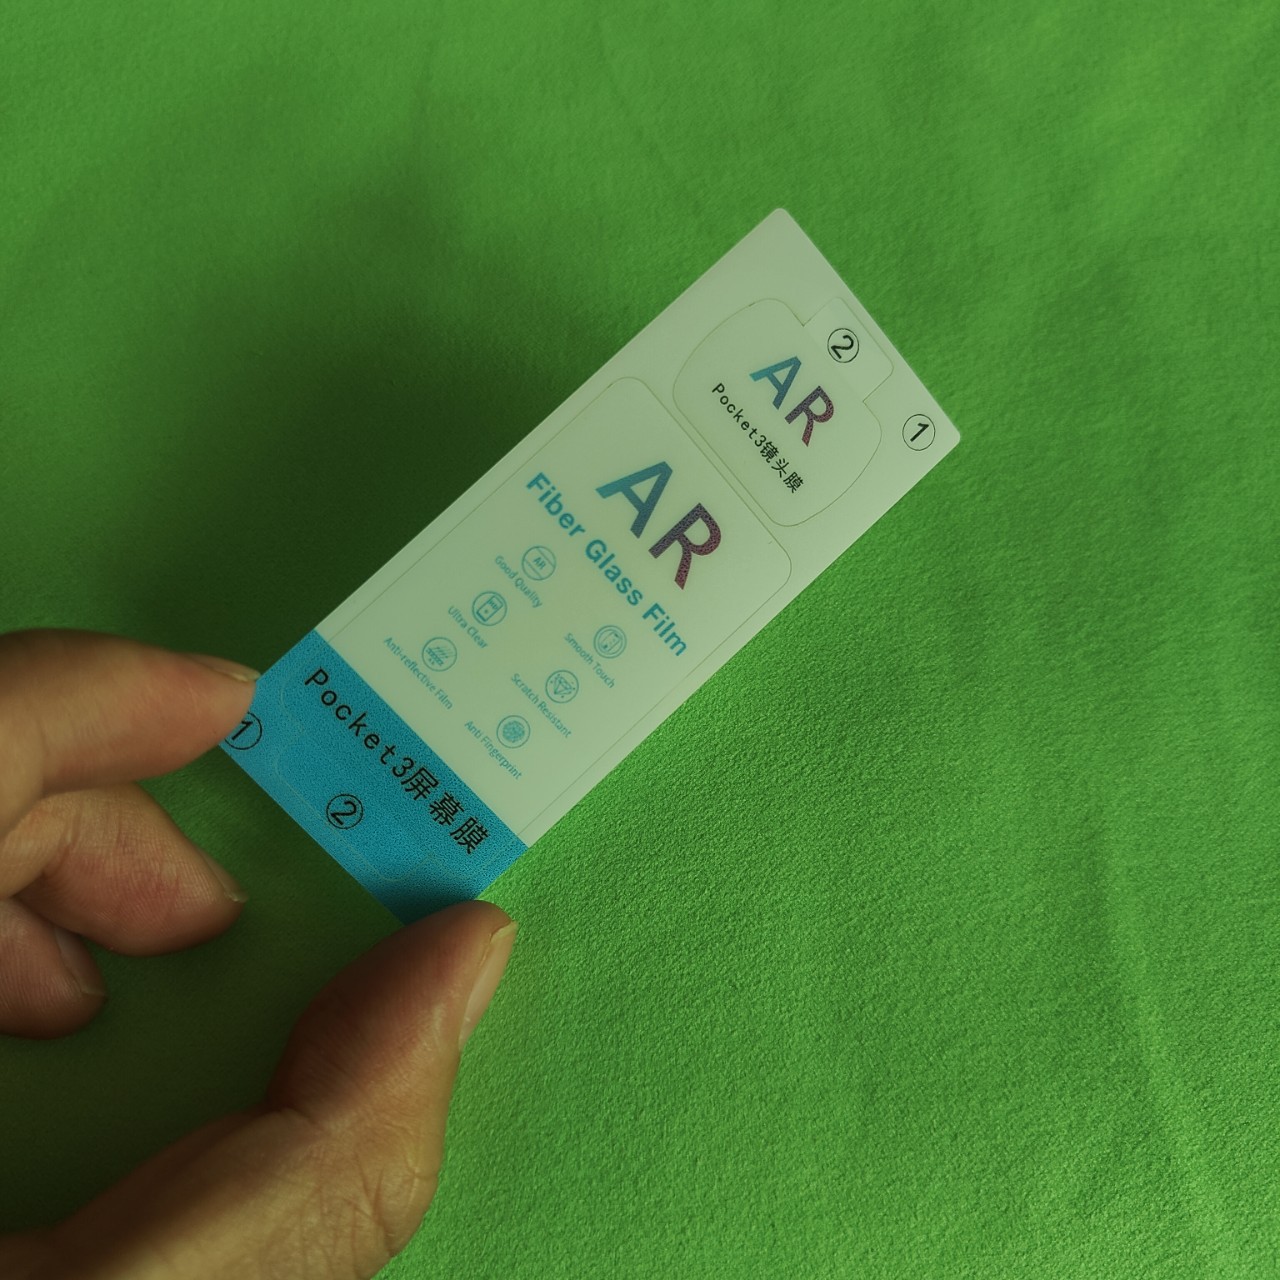 ②
①
AR
Pocket3镜头膜
AR
Fiber Glass Film
Good Quality
Smooth Touch
Ultra Clear
Scratch Resistant
Anti-reflective Film
Anti Fingerprint
Pocket3屏幕膜
①
②